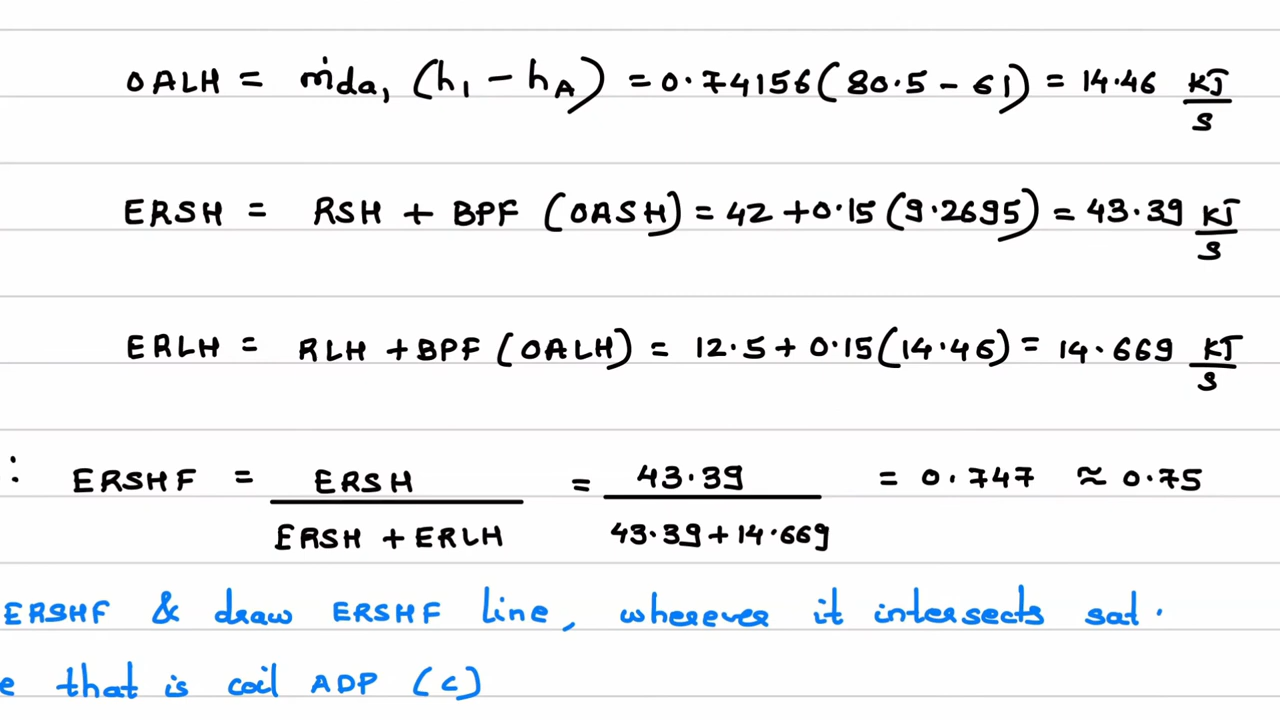 OALH = ṁda₁ (h₁ - hA) = 0.74156(80.5 - 61) = 14.46 KJ/s
ERSH = RSH + BPF (OASH) = 42 + 0.15(9.2695) = 43.39 KJ/s
ERLH = RLH + BPF (OALH) = 12.5 + 0.15(14.46) = 14.669 KJ/s
: ERSHF = ERSH / ERSH + ERLH = 43.39 / 43.39 + 14.669 = 0.747 ≈ 0.75
ERSHF & draw ERSHF line, wherever it intersects sat.
e that is coil ADP (c)